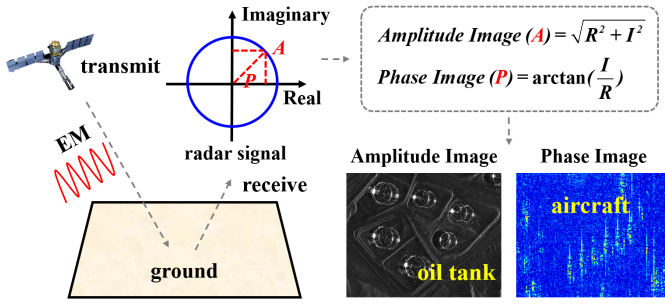 transmit
EM
ground
receive
Imaginary
A
P
Real
radar signal
Amplitude Image (A) = √R² + I²
Phase Image (P) = arctan(I/R)
Amplitude Image
oil tank
Phase Image
aircraft